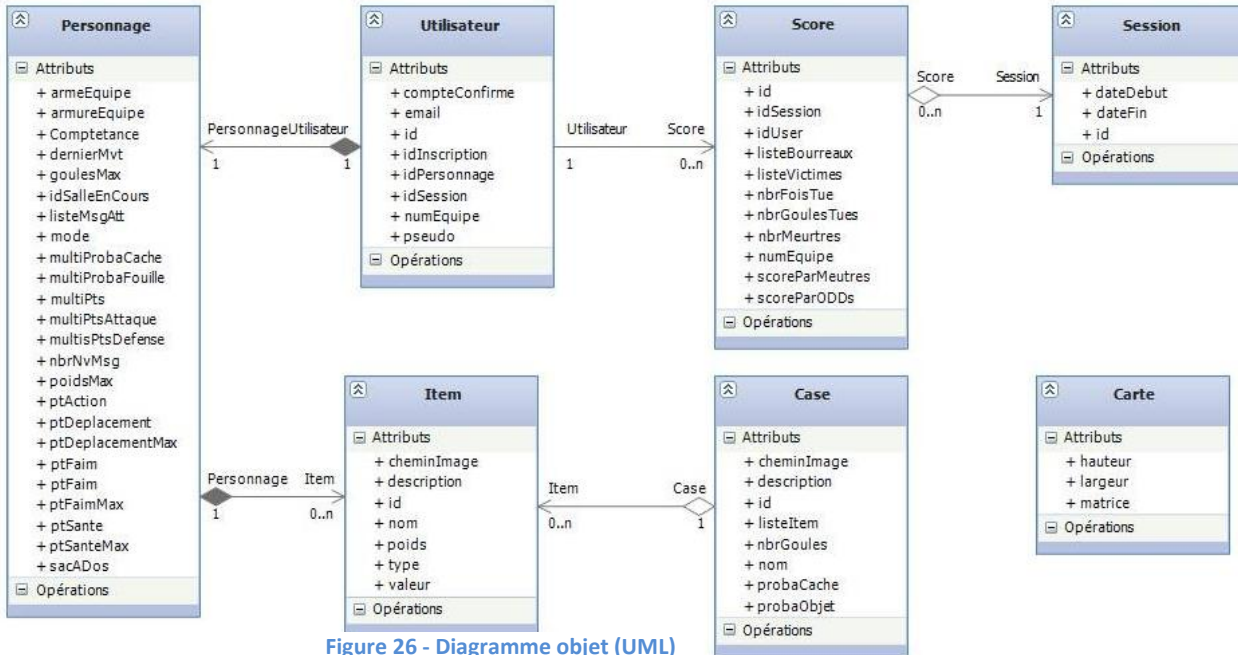 Personnage
Attributs
+ armeEquipe
+ armureEquipe
+ Comptetance
+ dernierMvt
+ goulesMax
+ idSalleEnCours
+ listeMsgAtt
+ mode
+ multiProbaCache
+ multiProbaFouille
+ multiPts
+ multiPtsAttaque
+ multisPtsDefense
+ nbrNvMsg
+ poidsMax
+ ptAction
+ ptDeplacement
+ ptDeplacementMax
+ ptFaim
+ ptFaim
+ ptFaimMax
+ ptSante
+ ptSanteMax
+ sacADos
Opérations
PersonnageUtilisateur
1 1
Utilisateur
Attributs
+ compteConfirme
+ email
+ id
+ idInscription
+ idPersonnage
+ idSession
+ numEquipe
+ pseudo
Opérations
Utilisateur Score
1 0..n
Score
Attributs
+ id
+ idSession
+ idUser
+ listeBourreaux
+ listeVictimes
+ nbrFoisTue
+ nbrGoulesTues
+ nbrMeurtres
+ numEquipe
+ scoreParMeutres
+ scoreParODDs
Opérations
Score Session
0..n 1
Session
Attributs
+ dateDebut
+ dateFin
+ id
Opérations
Personnage Item
1 0..n
Item
Attributs
+ cheminImage
+ description
+ id
+ nom
+ poids
+ type
+ valeur
Opérations
Item Case
0..n 1
Case
Attributs
+ cheminImage
+ description
+ id
+ listeItem
+ nbrGoules
+ nom
+ probaCache
+ probaObjet
Opérations
Carte
Attributs
+ hauteur
+ largeur
+ matrice
Opérations
Figure 26 - Diagramme objet (UML)